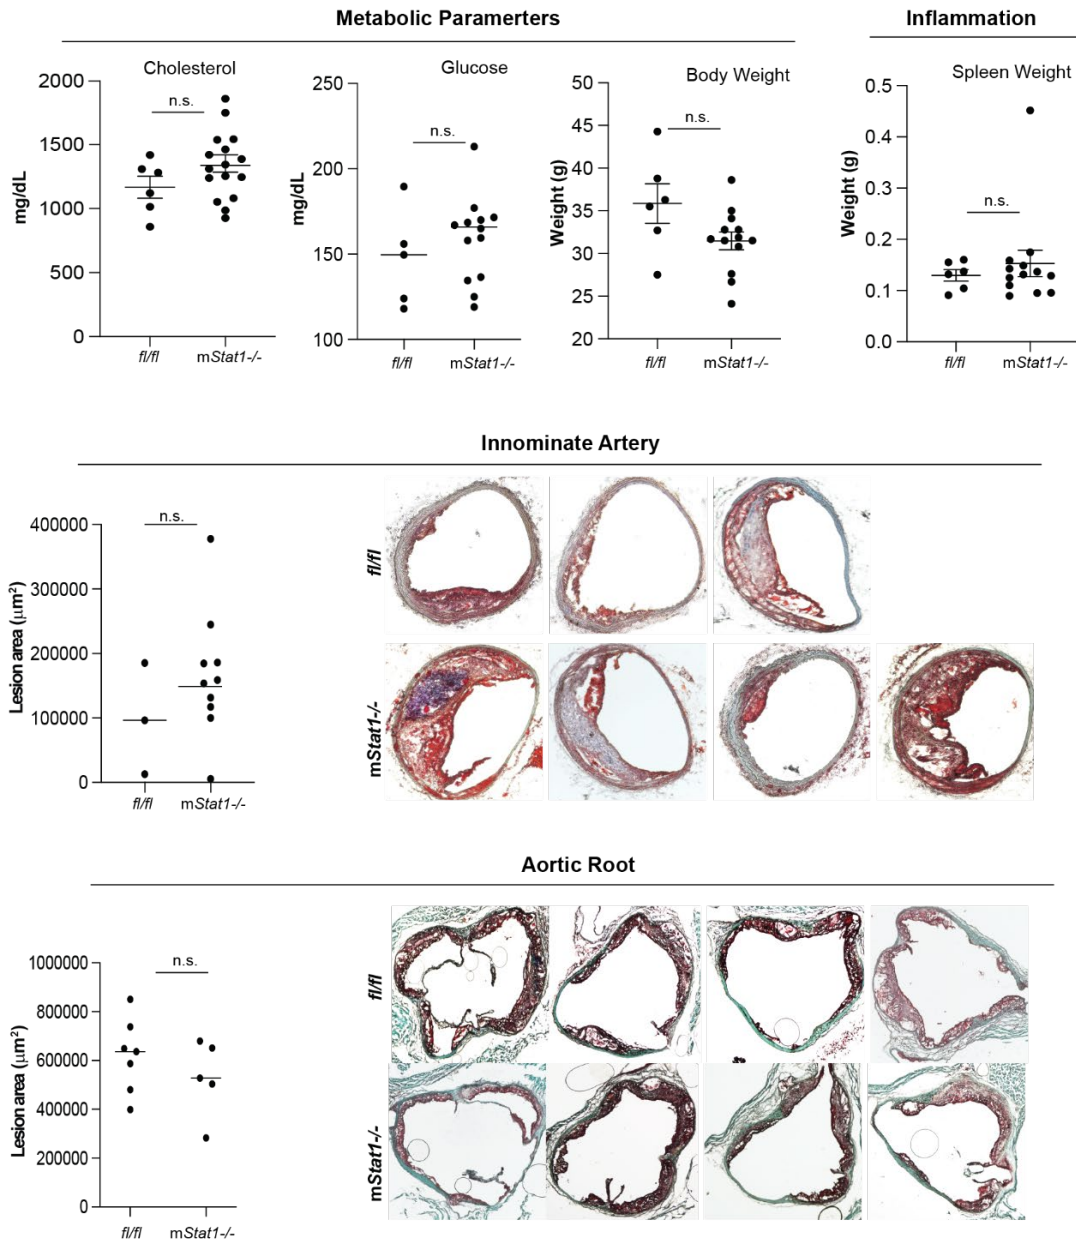 Metabolic Paramerters
Inflammation
Cholesterol
Glucose
Body Weight
Spleen Weight
mg/dL
2000
1500
1000
500
0
n.s.
fl/fl
mStat1-/-
mg/dL
250
200
150
100
n.s.
fl/fl
mStat1-/-
Weight (g)
50
45
40
35
30
25
20
n.s.
fl/fl
mStat1-/-
Weight (g)
0.5
0.4
0.3
0.2
0.1
0.0
n.s.
fl/fl
mStat1-/-
Innominate Artery
Lesion area (μm²)
400000
300000
200000
100000
0
n.s.
fl/fl
mStat1-/-
fl/fl
mStat1-/-
Aortic Root
Lesion area (μm²)
1000000
800000
600000
400000
200000
0
n.s.
fl/fl
mStat1-/-
fl/fl
mStat1-/-